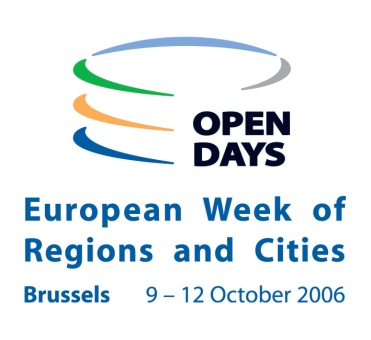 OPEN
DAYS
European Week of
Regions and Cities
Brussels 9 – 12 October 2006